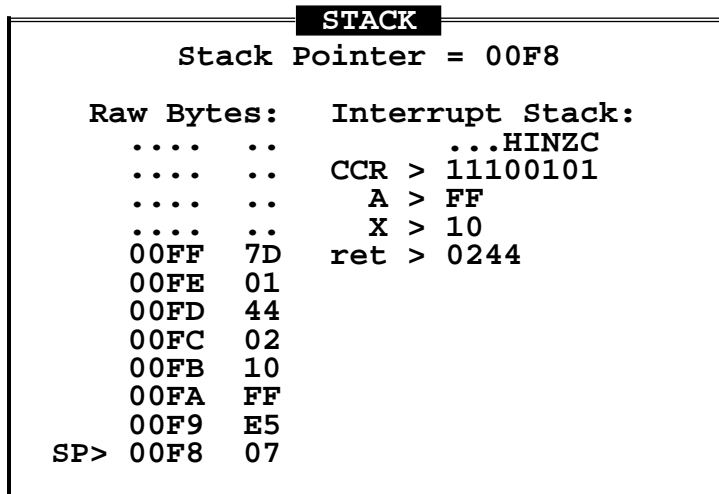 STACK
Stack Pointer = 00F8
Raw Bytes: Interrupt Stack:
.... .. ...HINZC
.... .. CCR > 11100101
.... .. A > FF
.... .. X > 10
00FF 7D ret > 0244
00FE 01
00FD 44
00FC 02
00FB 10
00FA FF
00F9 E5
SP> 00F8 07